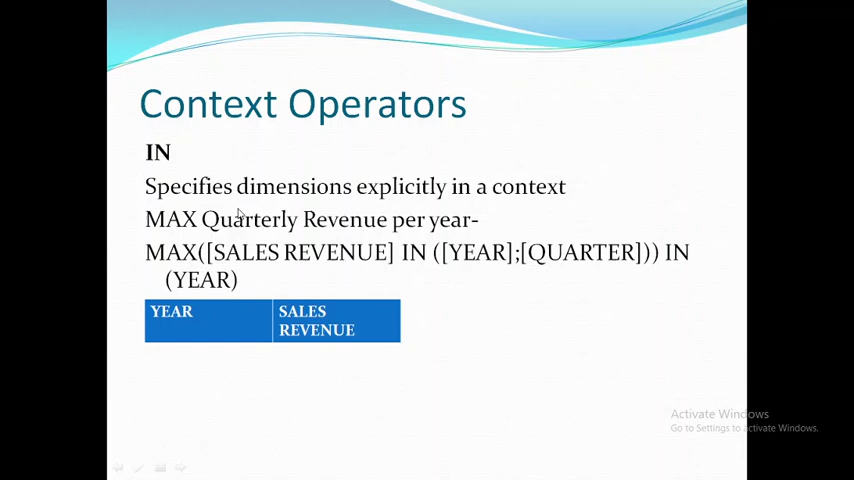 Context Operators
IN
Specifies dimensions explicitly in a context
MAX Quarterly Revenue per year-
MAX([SALES REVENUE] IN ([YEAR];[QUARTER])) IN
(YEAR)
YEAR
SALES
REVENUE
Activate Windows
Go to Settings to activate Windows.